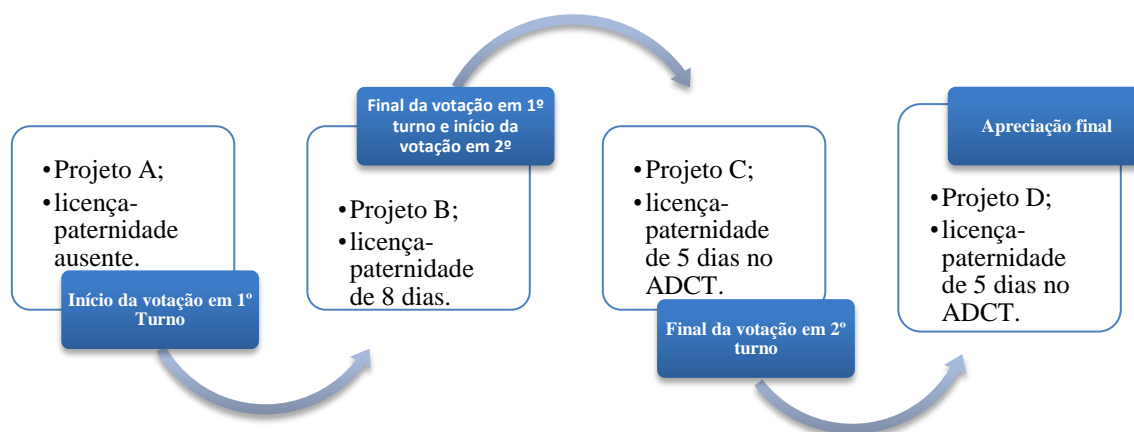 •Projeto A;
•licença-
paternidade
ausente.
Início da votação em 1º
Turno
Final da votação em 1º
turno e início da
votação em 2º
•Projeto B;
•licença-
paternidade
de 8 dias.
•Projeto C;
•licença-
paternidade
de 5 dias no
ADCT.
Final da votação em 2º
turno
Apreciação final
•Projeto D;
•licença-
paternidade
de 5 dias no
ADCT.